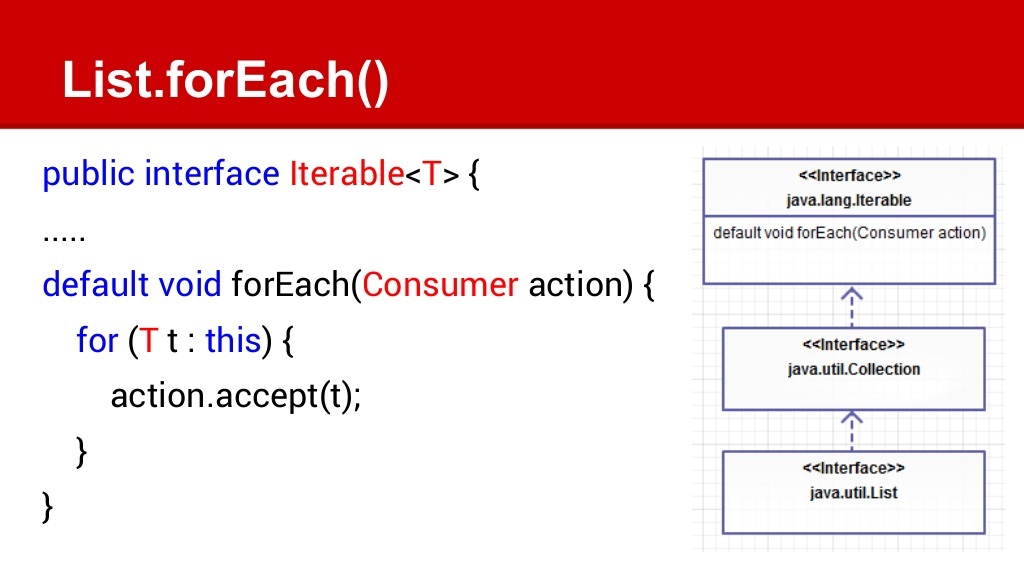 List.forEach()
public interface Iterable<T> {
.....
default void forEach(Consumer action) {
for (T t : this) {
action.accept(t);
}
}
<<Interface>>
java.lang.Iterable
default void forEach(Consumer action)
<<Interface>>
java.util.Collection
<<Interface>>
java.util.List